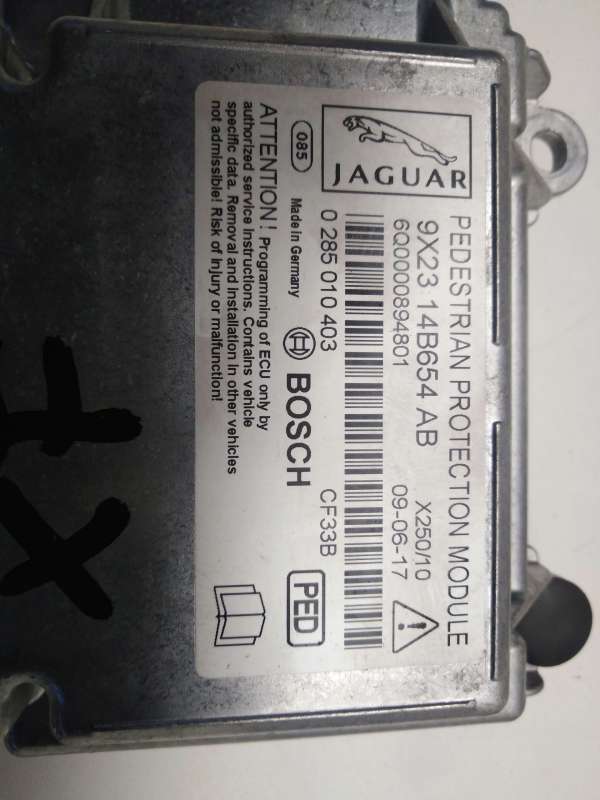 JAGUAR
PEDESTRIAN PROTECTION MODULE
9X23 14B654 AB
X250/10
6Q0000894801
09-06-17
0 285 010 403
CF33B
085
Made in Germany
BOSCH
PED
ATTENTION! Programming of ECU only by
authorized service instructions. Contains vehicle
specific data. Removal and installation in other vehicles
not admissible! Risk of injury or malfunction!